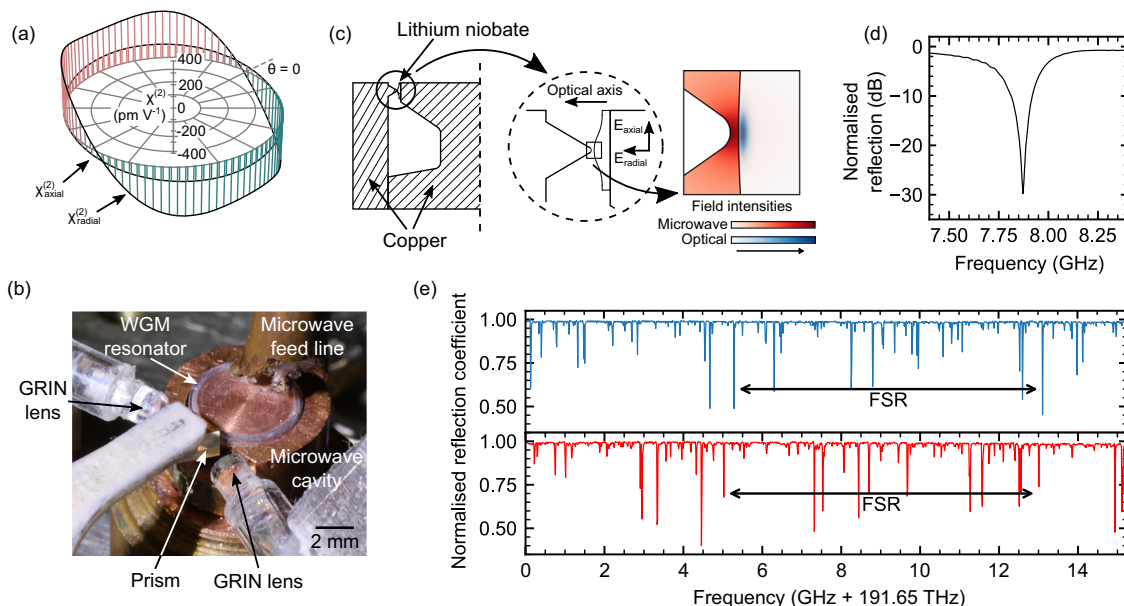 (a)
400
200
0
-200
-400
χ(2)
(pm V⁻¹)
θ = 0
χ(2)axial
χ(2)radial
(b)
WGM
resonator
Microwave
feed line
GRIN
lens
Microwave
cavity
2 mm
Prism
GRIN lens
(c)
Lithium niobate
Copper
Optical axis
Eaxial
Eradial
Field intensities
Microwave
Optical
(d)
Normalised
reflection (dB)
0
−10
−20
−30
7.50
7.75
8.00
8.25
Frequency (GHz)
(e)
Normalised reflection coefficient
1.00
0.75
0.50
FSR
1.00
0.75
0.50
FSR
0
2
4
6
8
10
12
14
Frequency (GHz + 191.65 THz)